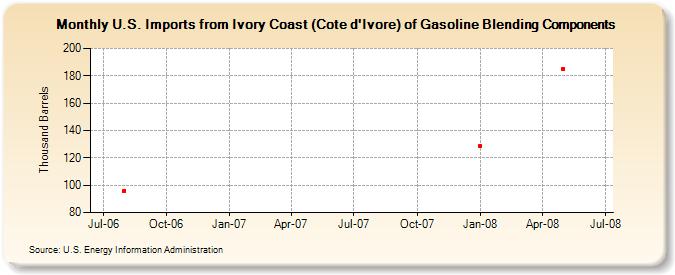 Monthly U.S. Imports from Ivory Coast (Cote d'Ivore) of Gasoline Blending Components
Thousand Barrels
200
180
160
140
120
100
80
Jul-06 Oct-06 Jan-07 Apr-07 Jul-07 Oct-07 Jan-08 Apr-08 Jul-08
Source: U.S. Energy Information Administration